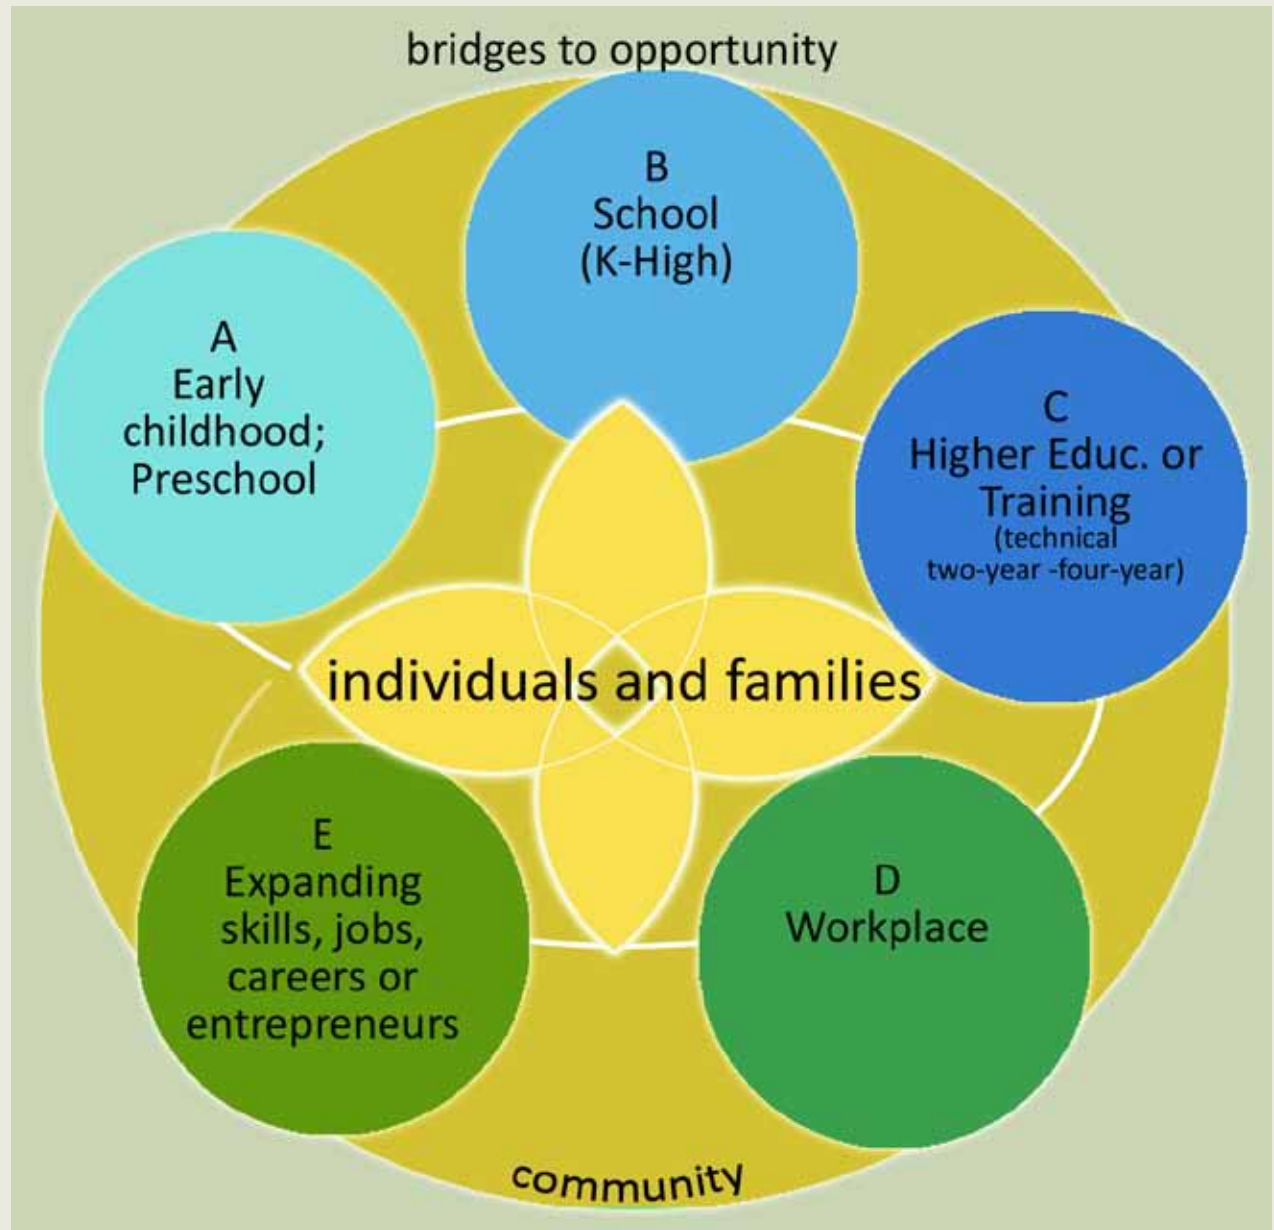 bridges to opportunity
B
School
(K-High)
A
Early
childhood;
Preschool
C
Higher Educ. or
Training
(technical
two-year -four-year)
individuals and families
E
Expanding
skills, jobs,
careers or
entrepreneurs
D
Workplace
community